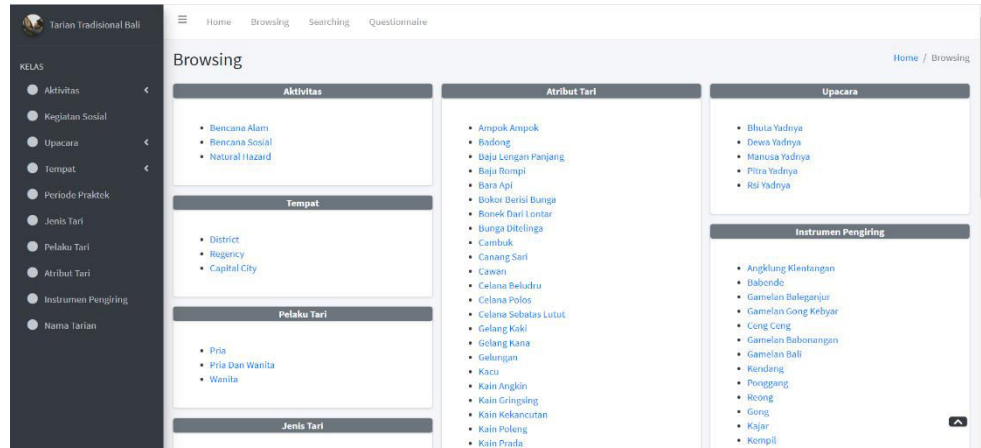 Tarian Tradisional Bali
KELAS
Aktivitas
Kegiatan Sosial
Upacara
Tempat
Periode Praktek
Jenis Tari
Pelaku Tari
Atribut Tari
Instrumen Pengiring
Nama Tarian
Home Browsing Searching Questionnaire
Browsing
Home / Browsing
Aktivitas
Bencana Alam
Bencana Sosial
Natural Hazard
Tempat
District
Regency
Capital City
Pelaku Tari
Pria
Pria Dan Wanita
Wanita
Jenis Tari
Atribut Tari
Ampok Ampok
Badong
Baju Lengan Panjang
Baju Rompi
Bara Api
Bokor Berisi Bunga
Bonek Dari Lontar
Bunga Ditelinga
Cambuk
Canang Sari
Cawan
Celana Beludru
Celana Polos
Celana Sebatas Lutut
Gelang Kaki
Gelang Kana
Gelungan
Kacu
Kain Angkin
Kain Gringsing
Kain Kekancutan
Kain Poleng
Kain Prada
Upacara
Bhuta Yadnya
Dewa Yadnya
Manusa Yadnya
Pitra Yadnya
Rsi Yadnya
Instrumen Pengiring
Angklung Klentangan
Babende
Gamelan Baleganjur
Gamelan Gong Kebyar
Ceng Ceng
Gamelan Babonangan
Gamelan Bali
Kendang
Ponggang
Reong
Gong
Kajar
Kempil